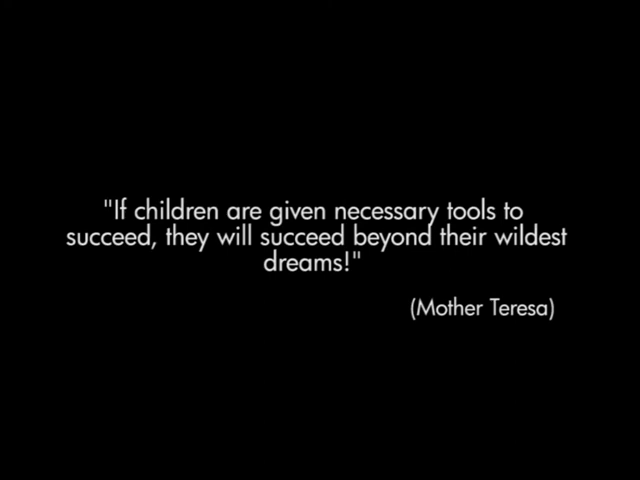 "If children are given necessary tools to
succeed, they will succeed beyond their wildest
dreams!"
(Mother Teresa)